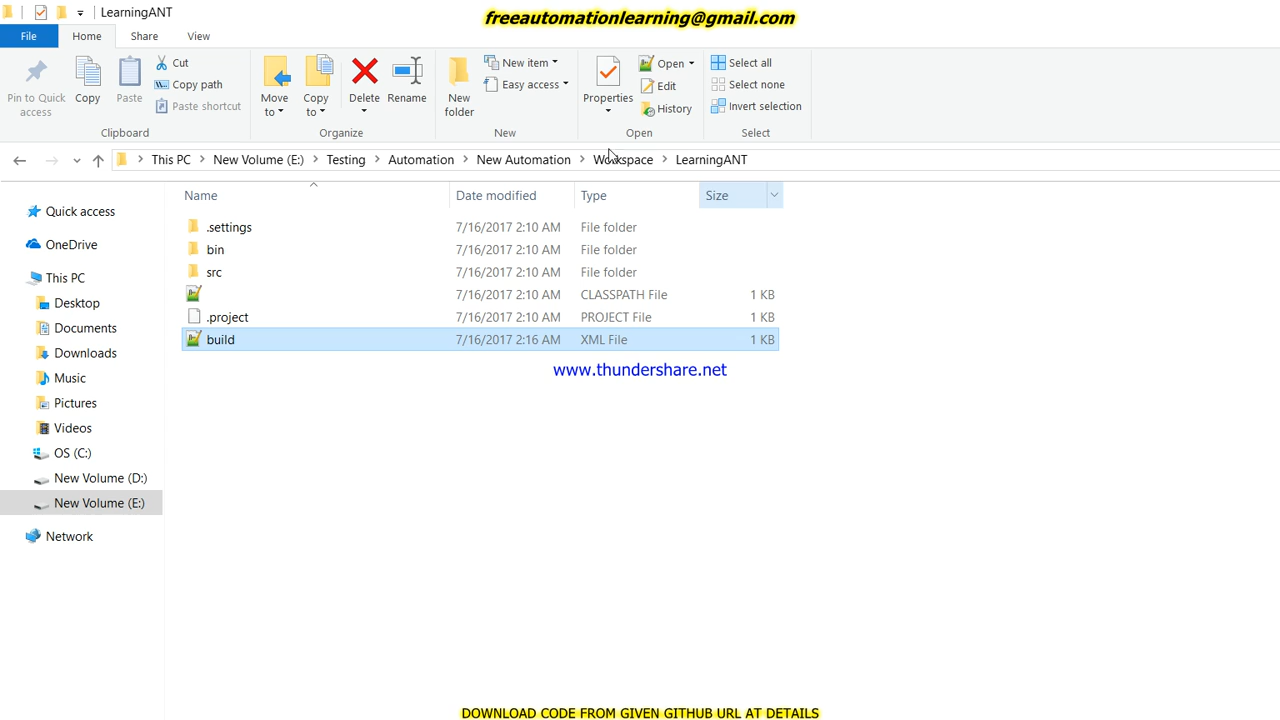 LearningANT
freeautomationlearning@gmail.com
File Home Share View
Pin to Quick access
Copy
Paste
Cut
Copy path
Paste shortcut
Clipboard
Move to
Copy to
Delete
Rename
Organize
New folder
New item
Easy access
New
Properties
Open
Edit
History
Open
Select all
Select none
Invert selection
Select
This PC New Volume (E:) Testing Automation New Automation Workspace LearningANT
Name Date modified Type Size
Quick access
OneDrive
This PC
Desktop
Documents
Downloads
Music
Pictures
Videos
OS (C:)
New Volume (D:)
New Volume (E:)
Network
.settings 7/16/2017 2:10 AM File folder
bin 7/16/2017 2:10 AM File folder
src 7/16/2017 2:10 AM File folder
7/16/2017 2:10 AM CLASSPATH File 1 KB
.project 7/16/2017 2:10 AM PROJECT File 1 KB
build 7/16/2017 2:16 AM XML File 1 KB
www.thundershare.net
DOWNLOAD CODE FROM GIVEN GITHUB URL AT DETAILS